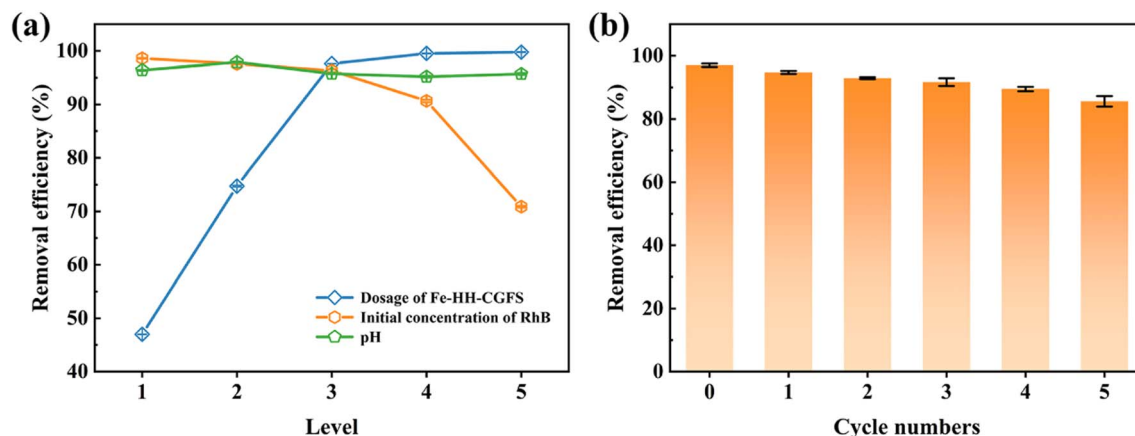 (a)
Removal efficiency (%)
100
90
80
70
60
50
40
Dosage of Fe-HH-CGFS
Initial concentration of RhB
pH
1 2 3 4 5
Level
(b)
Removal efficiency (%)
100
80
60
40
20
0
0 1 2 3 4 5
Cycle numbers